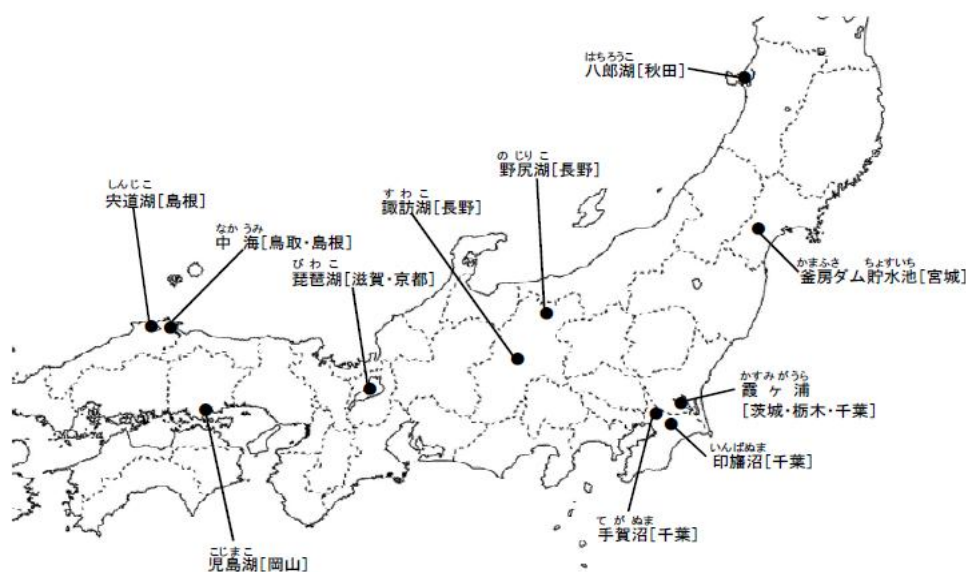 はちろうこ
八郎湖[秋田]
の じり こ
野尻湖[長野]
す わ こ
諏訪湖[長野]
しんじこ
宍道湖[島根]
なか うみ
中 海[鳥取・島根]
びわこ
琵琶湖[滋賀・京都]
かまふさ ちょすいち
釜房ダム貯水池[宮城]
かすみがうら
霞ヶ浦
[茨城・栃木・千葉]
いんばぬま
印旛沼[千葉]
て が ぬま
手賀沼[千葉]
こじまこ
児島湖[岡山]